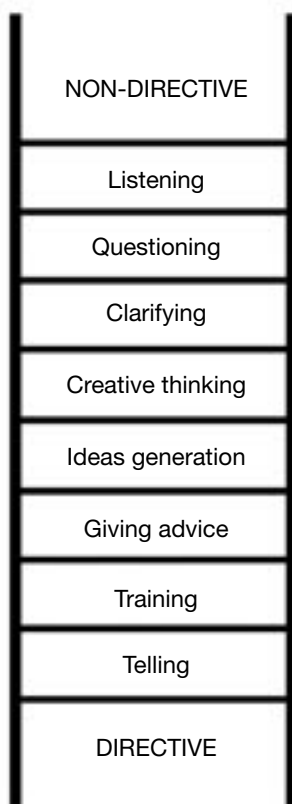 NON-DIRECTIVE
Listening
Questioning
Clarifying
Creative thinking
Ideas generation
Giving advice
Training
Telling
DIRECTIVE